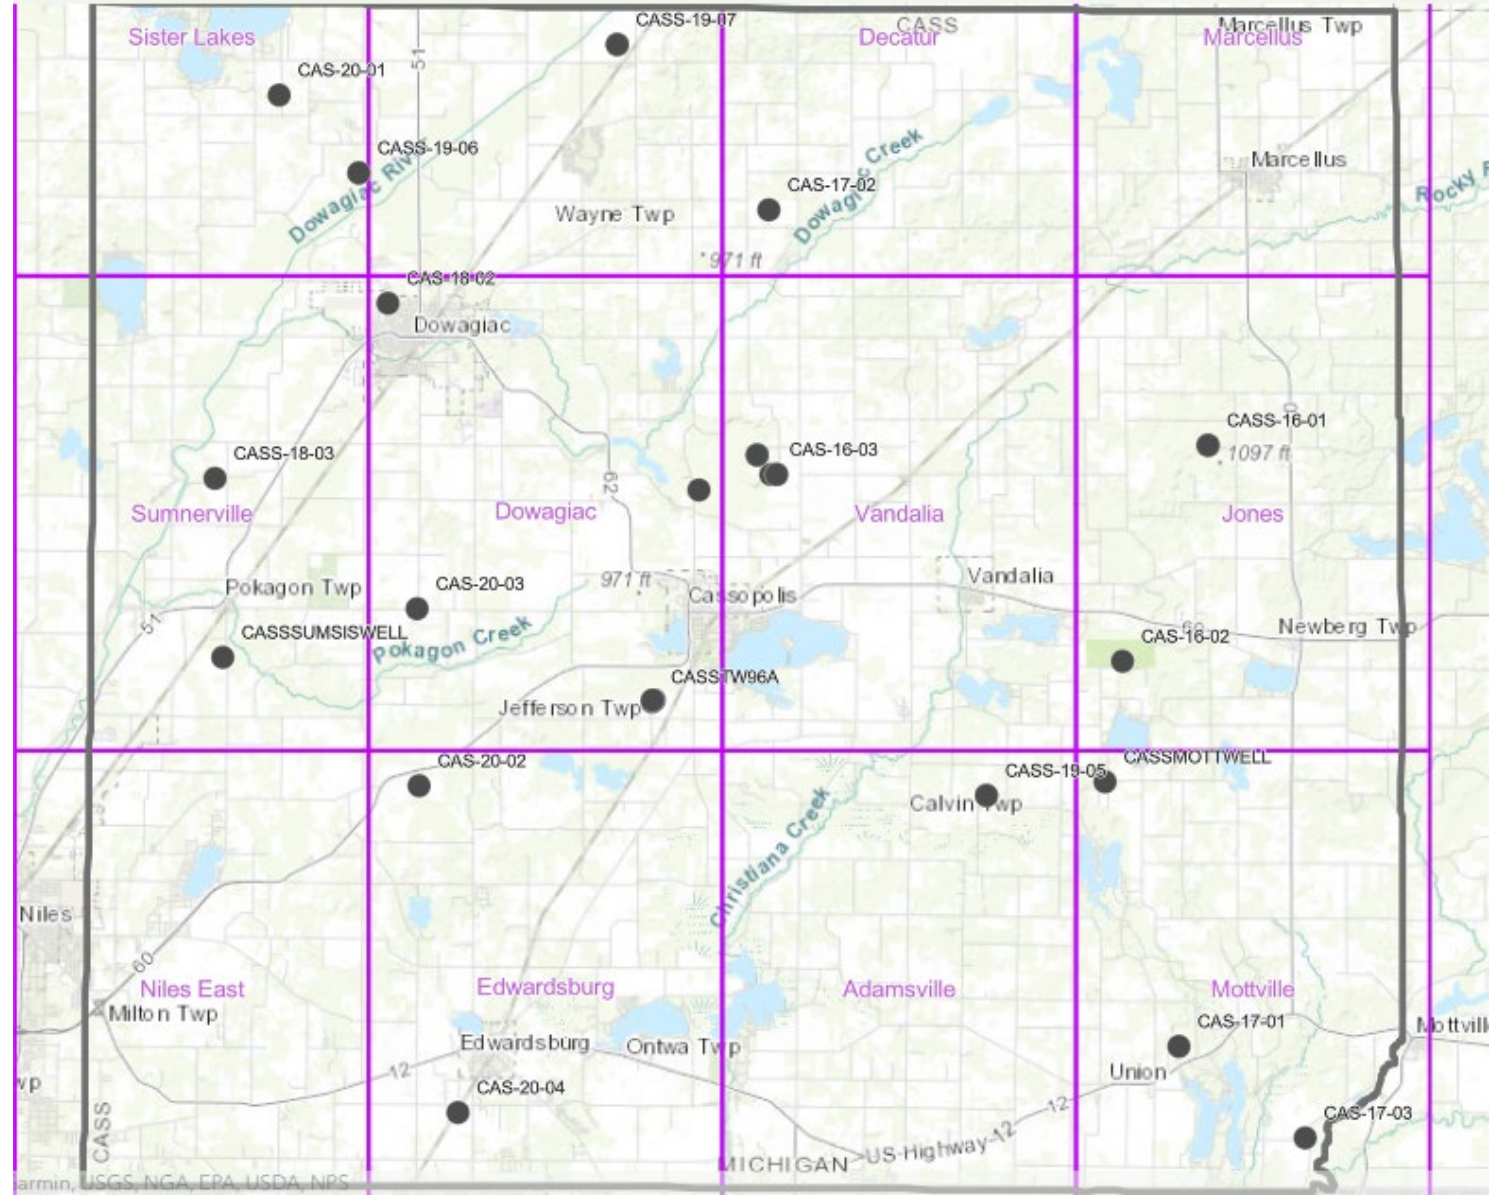 CASS-19-07
CASS
Marcellus Twp
Sister Lakes
Decatur
Marcellus
51
CAS-20-01
CASS-19-06
Marcellus
CAS-17-02
Dowagiac River
Dowagiac Creek
Rocky R
Wayne Twp
971 ft
CAS-18-02
Dowagiac
CASS-16-01
CASS-18-03
CAS-16-03
1097 ft
62
Sumnerville
Dowagiac
Vandalia
Jones
971 ft
Vandalia
Pokagon Twp
CAS-20-03
Cassopolis
51
60
Newberg Twp
CASSSUMSISWELL
Pokagon Creek
CAS-16-02
CASSTW96A
Jefferson Twp
CAS-20-02
CASSMOTTWELL
CASS-19-05
Calvin Twp
Christiana Creek
Niles
60
Niles East
Edwardsburg
Adamsville
Mottville
Milton Twp
CAS-17-01
Mottvill
Edwardsburg
Ontwa Twp
12
Union
wp
CAS-20-04
12
CAS-17-03
CASS
US Highway 12
MICHIGAN
armin, USGS, NGA, EPA, USDA, NPS